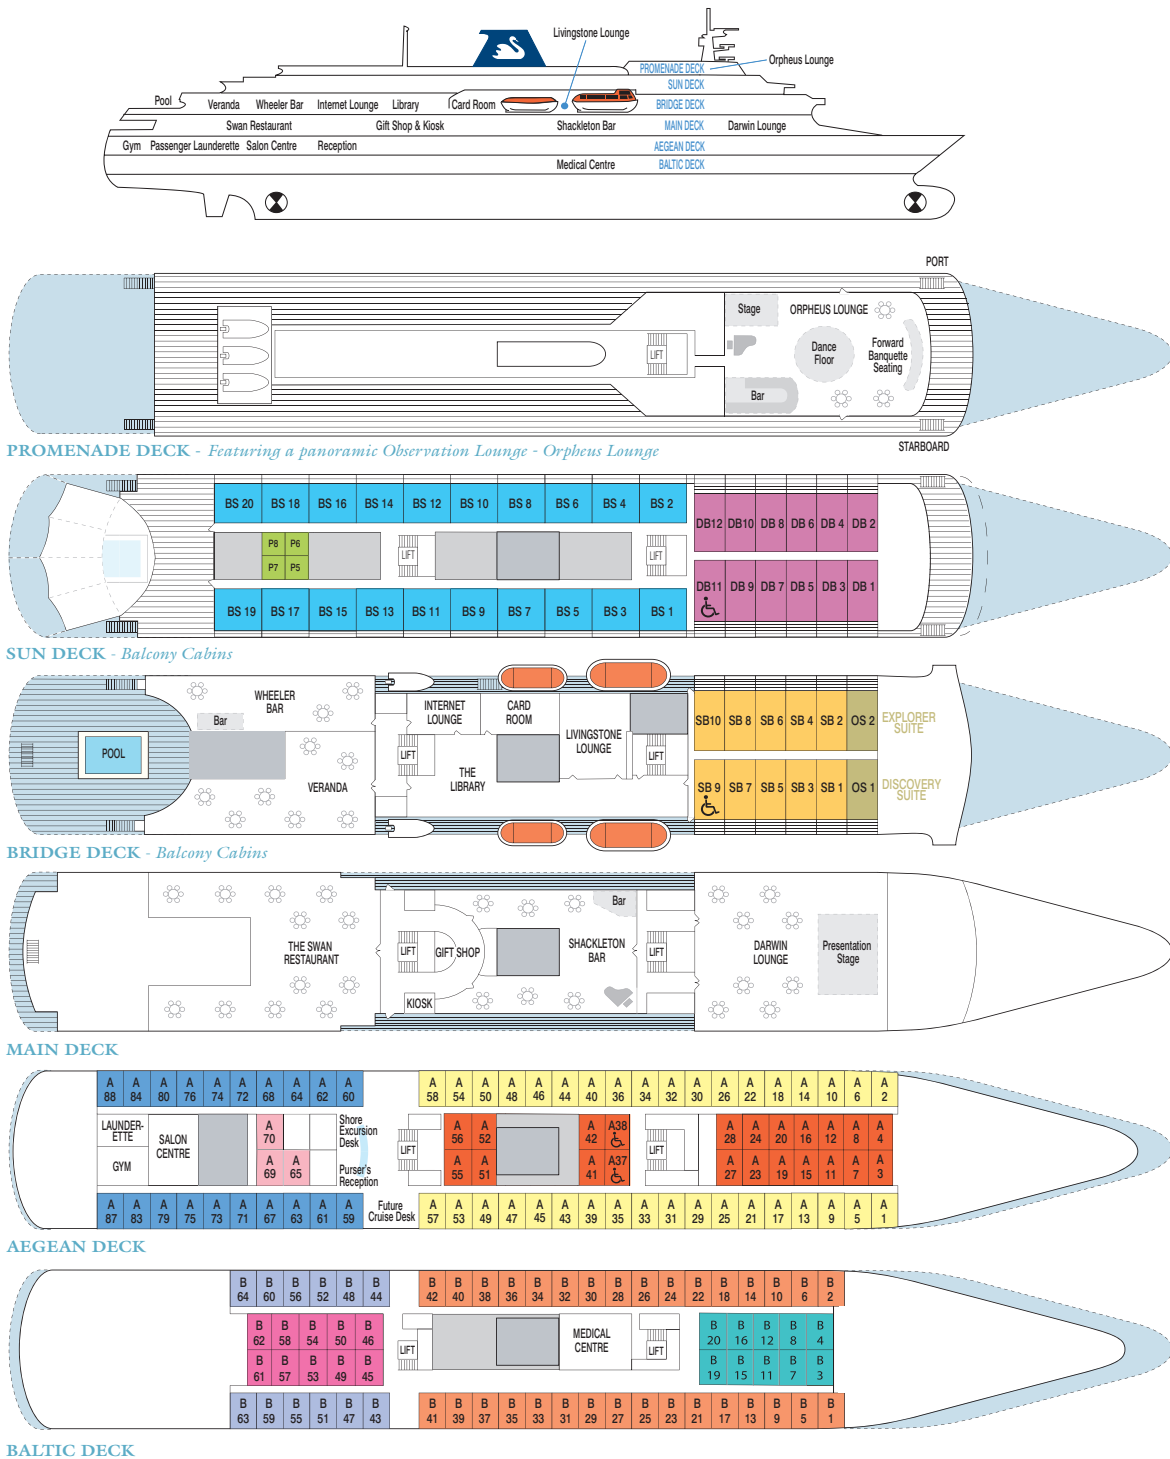 Livingstone Lounge
Orpheus Lounge
PROMENADE DECK
SUN DECK
Pool
Veranda Wheeler Bar Internet Lounge Library Card Room BRIDGE DECK
Swan Restaurant Gift Shop & Kiosk Shackleton Bar MAIN DECK Darwin Lounge
Gym Passenger Launderette Salon Centre Reception AEGEAN DECK
Medical Centre BALTIC DECK
PORT
Stage ORPHEUS LOUNGE
LIFT Dance Floor Forward Banquette Seating
Bar
STARBOARD
PROMENADE DECK - Featuring a panoramic Observation Lounge - Orpheus Lounge
BS 20 BS 18 BS 16 BS 14 BS 12 BS 10 BS 8 BS 6 BS 4 BS 2
DB12 DB10 DB 8 DB 6 DB 4 DB 2
P8 P6
LIFT LIFT
P7 P5
DB11 DB 9 DB 7 DB 5 DB 3 DB 1
BS 19 BS 17 BS 15 BS 13 BS 11 BS 9 BS 7 BS 5 BS 3 BS 1
SUN DECK - Balcony Cabins
WHEELER BAR
Bar
INTERNET LOUNGE
CARD ROOM
LIVINGSTONE LOUNGE
SB10 SB 8 SB 6 SB 4 SB 2 OS 2 EXPLORER SUITE
POOL
LIFT LIFT
VERANDA
THE LIBRARY
SB 9 SB 7 SB 5 SB 3 SB 1 OS 1 DISCOVERY SUITE
BRIDGE DECK - Balcony Cabins
Bar
THE SWAN RESTAURANT
LIFT
GIFT SHOP
SHACKLETON BAR
LIFT
DARWIN LOUNGE
Presentation Stage
KIOSK
MAIN DECK
A 88 A 84 A 80 A 76 A 74 A 72 A 68 A 64 A 62 A 60
A 58 A 54 A 50 A 48 A 46 A 44 A 40 A 36 A 34 A 32 A 30 A 26 A 22 A 18 A 14 A 10 A 6 A 2
LAUNDER-ETTE
SALON CENTRE
GYM
A 70
Shore Excursion Desk
A 56 A 52 A 42 A38
A 28 A 24 A 20 A 16 A 12 A 8 A 4
LIFT LIFT
A 69 A 65
Purser's Reception
A 55 A 51 A 41 A37
A 27 A 23 A 19 A 15 A 11 A 7 A 3
A 87 A 83 A 79 A 75 A 73 A 71 A 67 A 63 A 61 A 59
Future Cruise Desk
A 57 A 53 A 49 A 47 A 45 A 43 A 39 A 35 A 33 A 31 A 29 A 25 A 21 A 17 A 13 A 9 A 5 A 1
AEGEAN DECK
B 64 B 60 B 56 B 52 B 48 B 44
B 42 B 40 B 38 B 36 B 34 B 32 B 30 B 28 B 26 B 24 B 22 B 18 B 14 B 10 B 6 B 2
B 62 B 58 B 54 B 50 B 46
LIFT
MEDICAL CENTRE
LIFT
B 20 B 16 B 12 B 8 B 4
B 61 B 57 B 53 B 49 B 45
B 19 B 15 B 11 B 7 B 3
B 63 B 59 B 55 B 51 B 47 B 43
B 41 B 39 B 37 B 35 B 33 B 31 B 29 B 27 B 25 B 23 B 21 B 17 B 13 B 9 B 5 B 1
BALTIC DECK